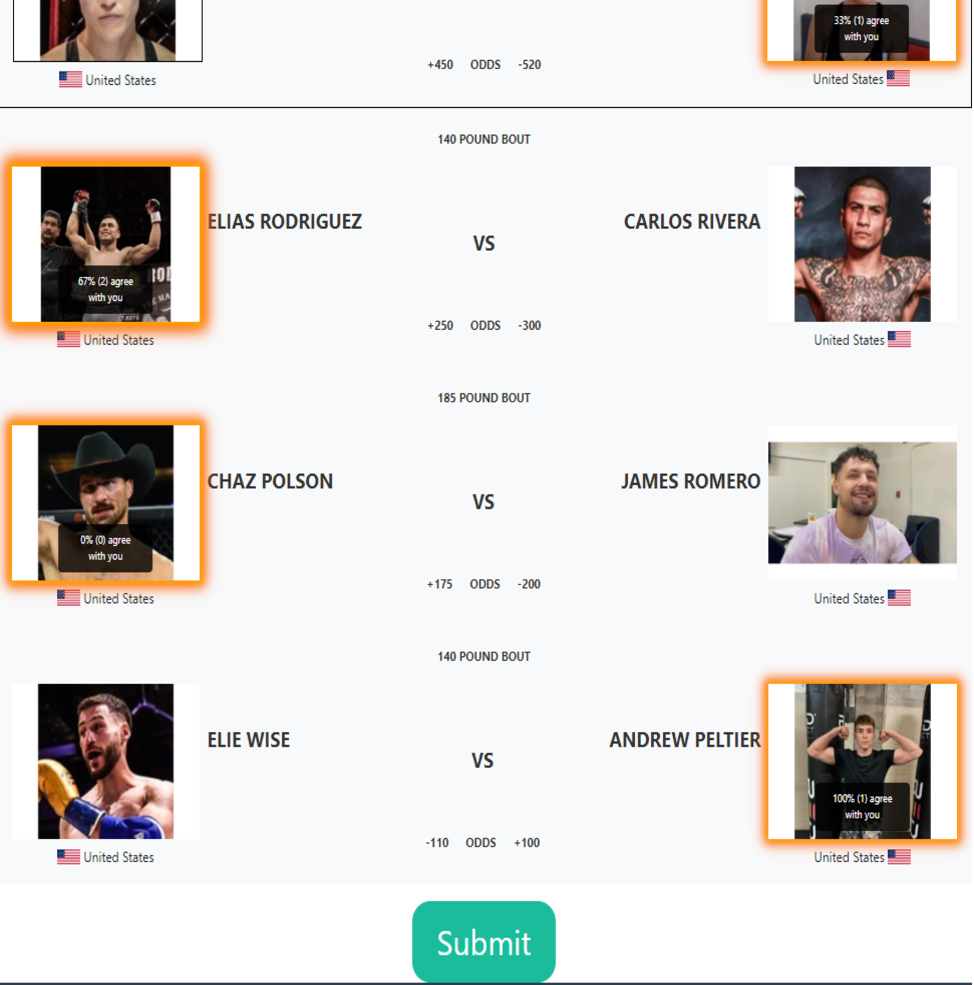 33% (1) agree
with you
+450 ODDS -520
United States
United States
140 POUND BOUT
ELIAS RODRIGUEZ
CARLOS RIVERA
VS
67% (2) agree
with you
+250 ODDS -300
United States
United States
185 POUND BOUT
CHAZ POLSON
JAMES ROMERO
VS
0% (0) agree
with you
+175 ODDS -200
United States
United States
140 POUND BOUT
ELIE WISE
ANDREW PELTIER
VS
100% (1) agree
with you
-110 ODDS +100
United States
United States
Submit